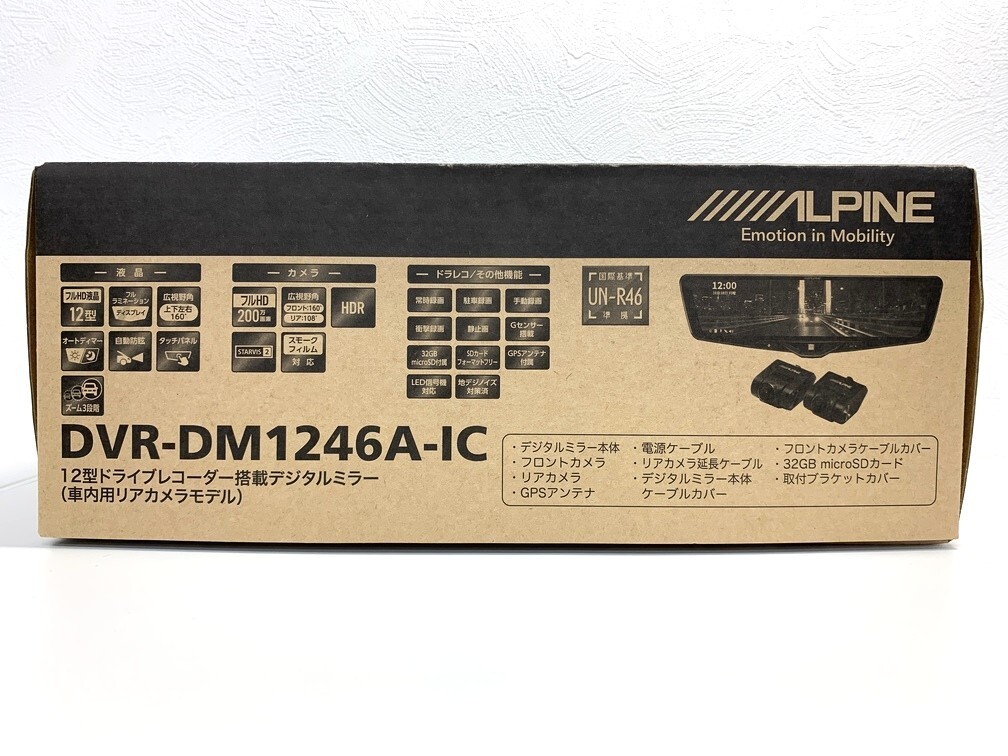 ALPINE
Emotion in Mobility
液晶
フルHD液晶
12型
フル
ラミネーション
ディスプレイ
広視野角
上下左右
160°
オートディマー
自動防眩
タッチパネル
ズーム3段階
カメラ
フルHD
200万
画素
広視野角
フロント:160°
リア:108°
HDR
STARVIS 2
スモーク
フィルム
対応
ドラレコ/その他機能
常時録画
駐車録画
手動録画
衝撃録画
静止画
Gセンサー
搭載
32GB
microSD付属
SDカード
フォーマットフリー
GPSアンテナ
付属
LED信号機
対応
地デジノイズ
対策済
国際基準
UN-R46
準拠
12:00
ALPINE
ALPINE
DVR-DM1246A-IC
12型ドライブレコーダー搭載デジタルミラー
（車内用リアカメラモデル）
・デジタルミラー本体
・フロントカメラ
・リアカメラ
・GPSアンテナ
・電源ケーブル
・リアカメラ延長ケーブル
・デジタルミラー本体
ケーブルカバー
・フロントカメラケーブルカバー
・32GB microSDカード
・取付ブラケットカバー